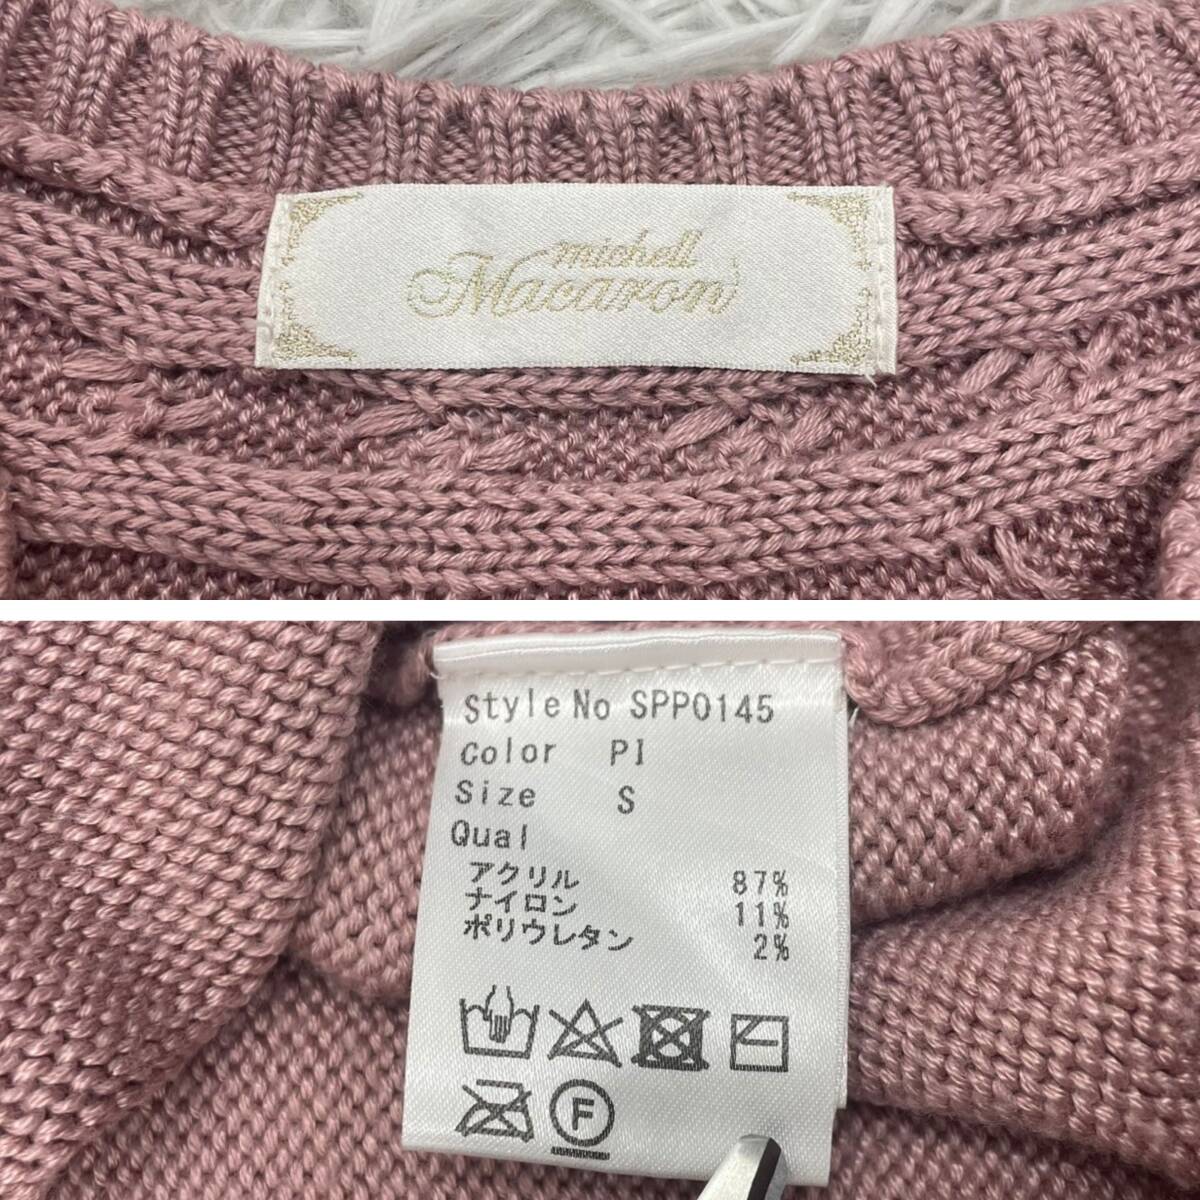 michell
Macaron
Style No SPP0145
Color PI
Size S
Qual
アクリル 87%
ナイロン 11%
ポリウレタン 2%
F